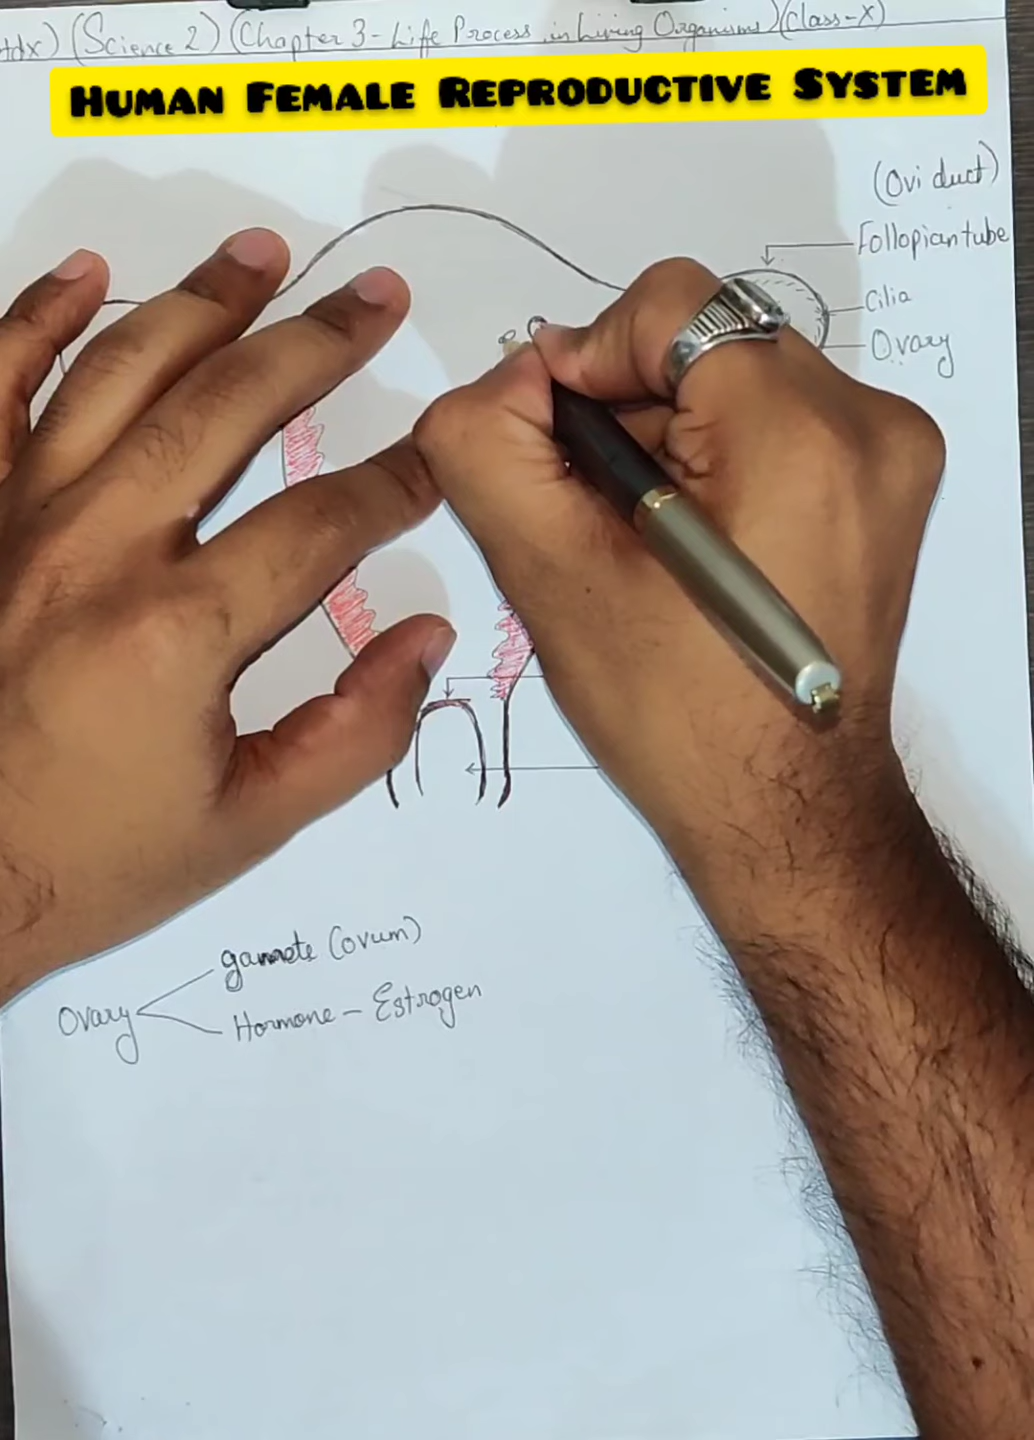 tdx) (Science 2) (Chapter 3 - Life Process in Living Organisms) (Class-X)
HUMAN FEMALE REPRODUCTIVE SYSTEM
(Ovi duct)
Follopian tube
Cilia
Ovary
gamete (ovum)
Ovary
Hormone - Estrogen